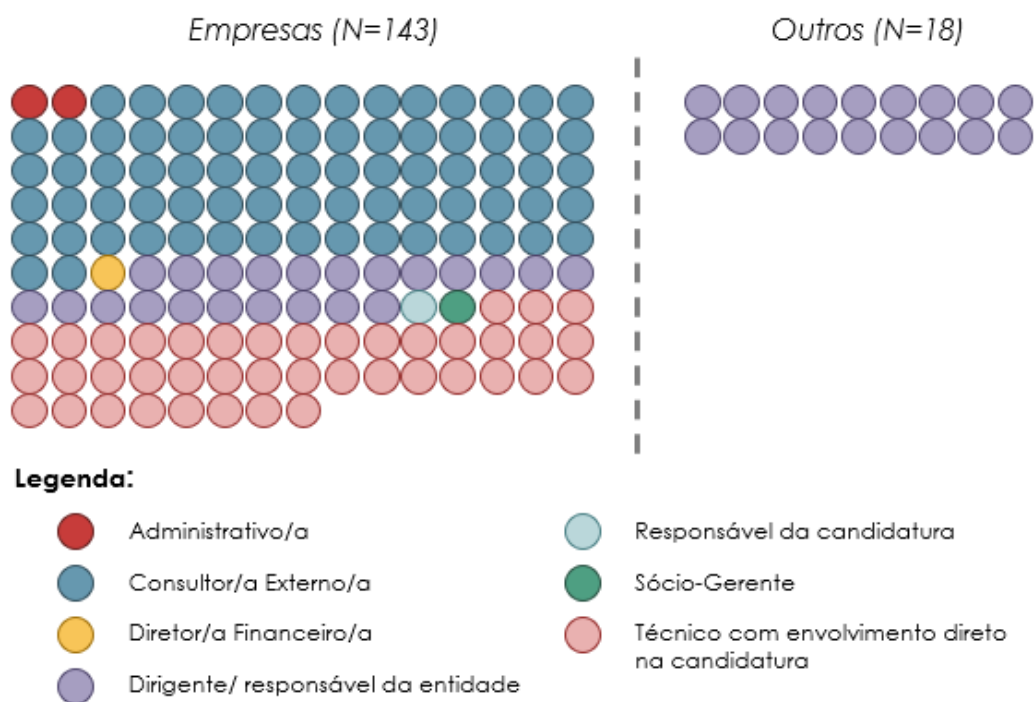 Empresas (N=143)
Outros (N=18)
Legenda:
Administrativo/a
Consultor/a Externo/a
Diretor/a Financeiro/a
Dirigente/ responsável da entidade
Responsável da candidatura
Sócio-Gerente
Técnico com envolvimento direto
na candidatura